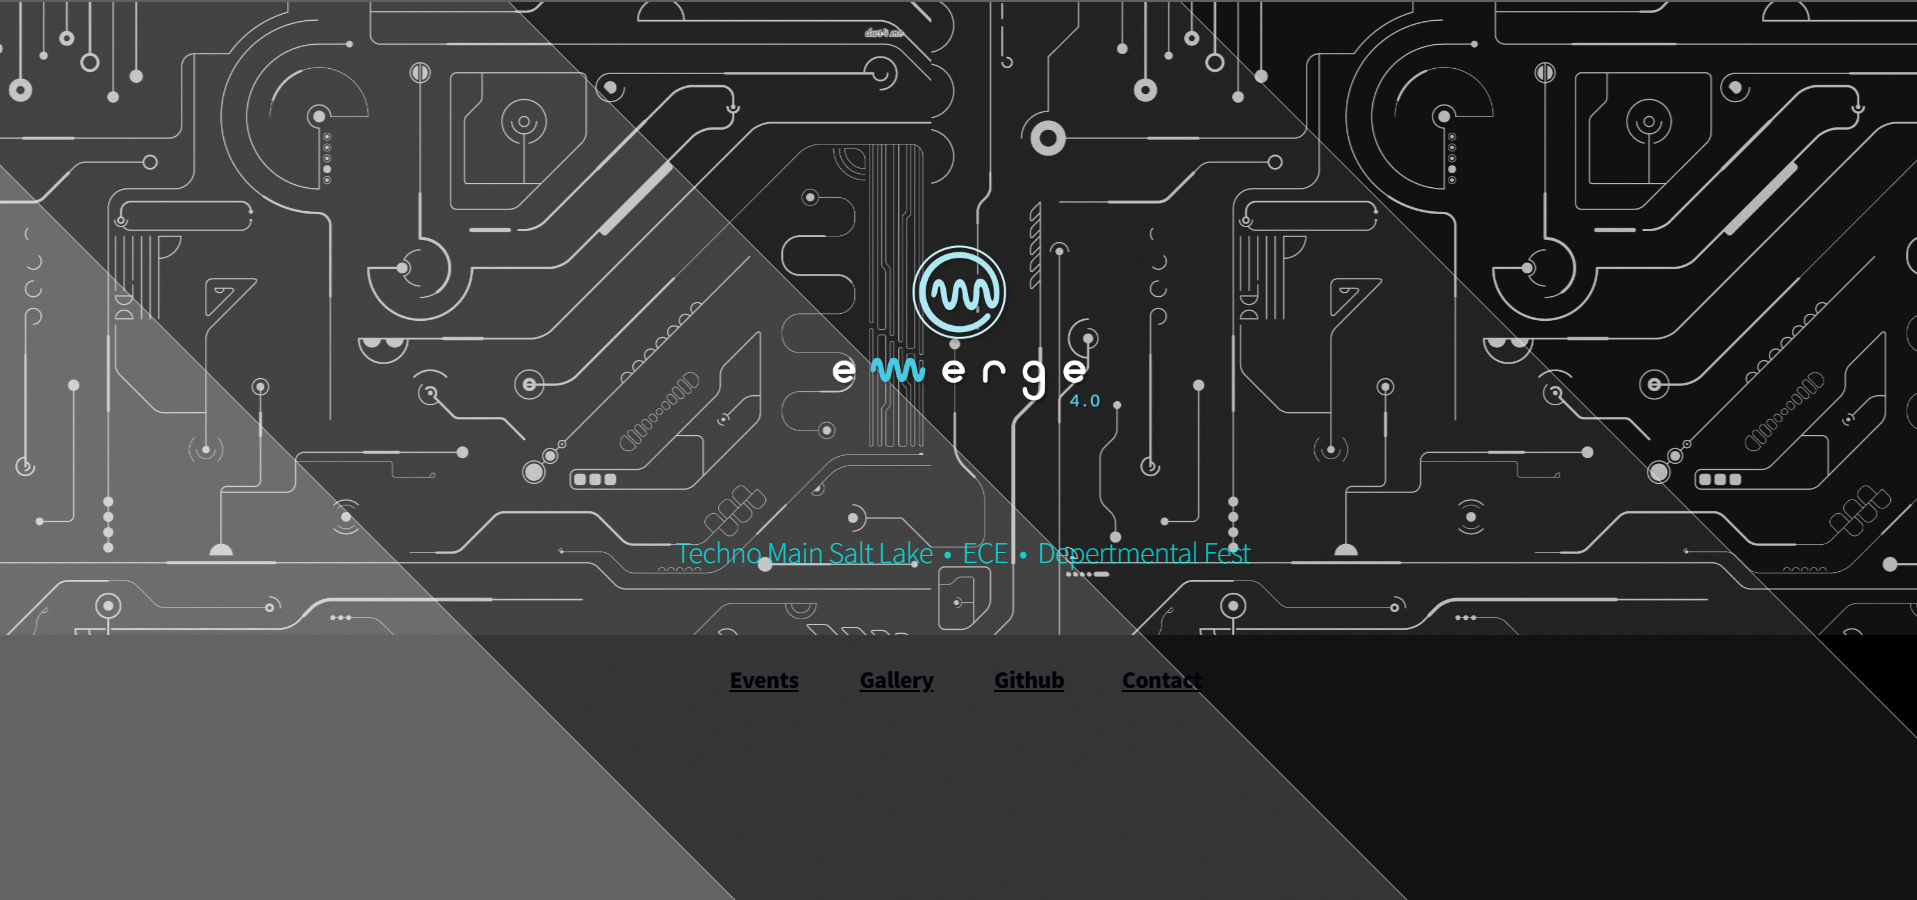 emerge
4.0
Techno Main Salt Lake • ECE • Depertmental Fest
Events Gallery Github Contact